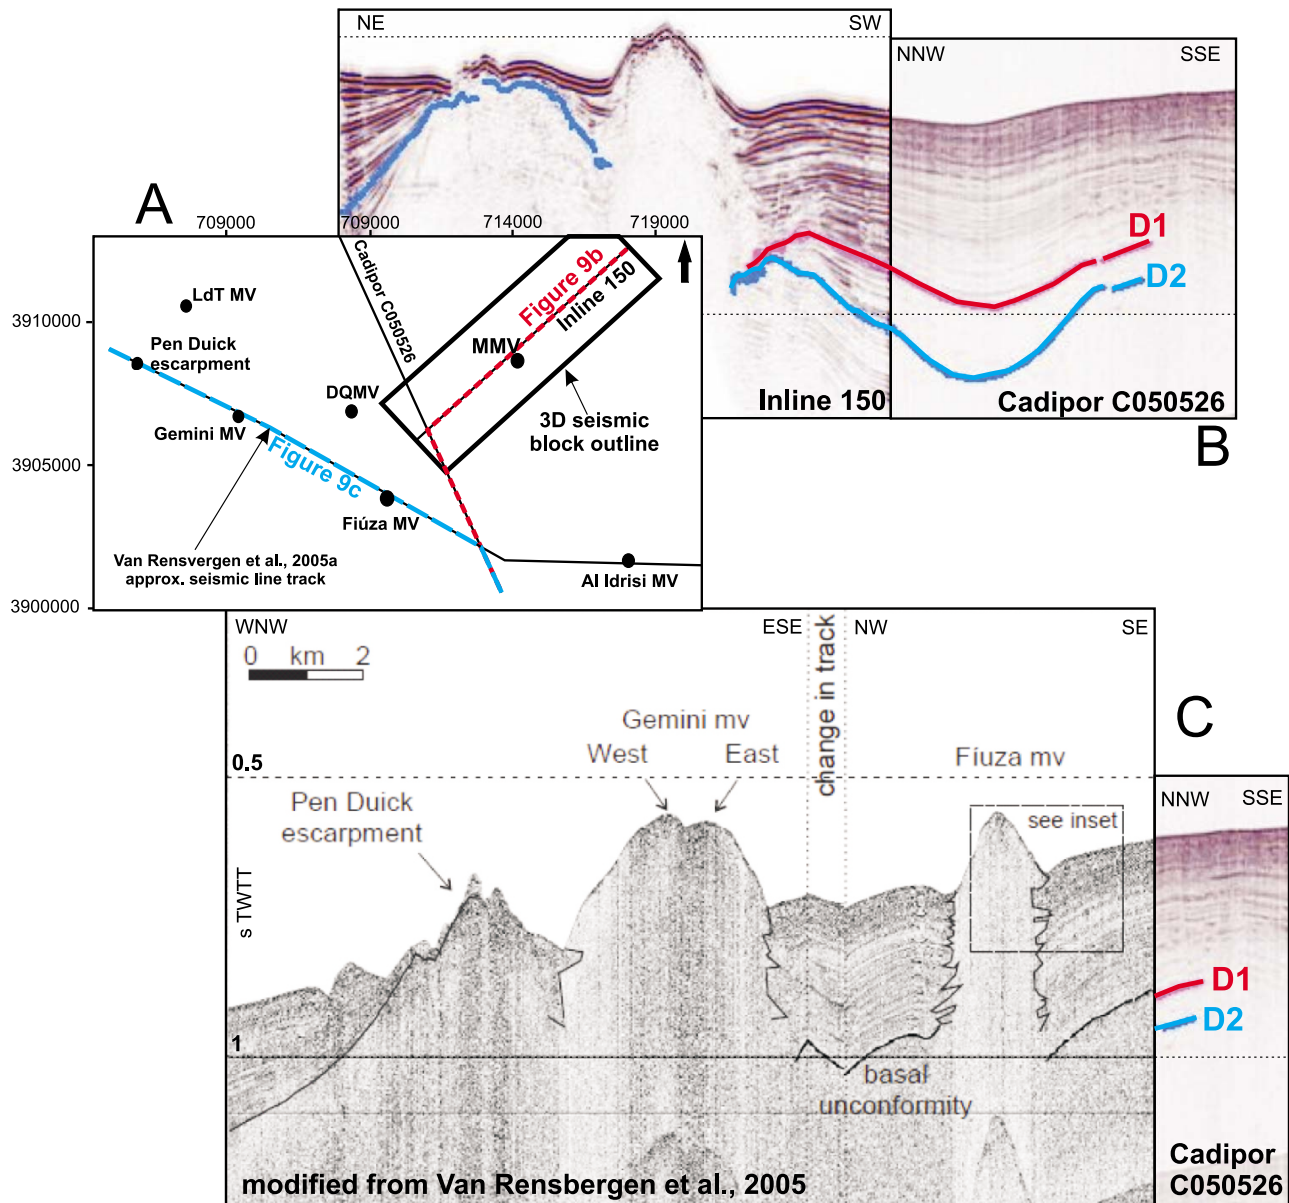 NE
SW
NNW
SSE
D1
D2
Inline 150
Cadipor C050526
B
A
709000
709000
714000
719000
3910000
3905000
3900000
LdT MV
Pen Duick
escarpment
Gemini MV
DQMV
MMV
Cadipor C050526
Figure 9b
Inline 150
3D seismic
block outline
Figure 9c
Fiúza MV
Van Rensvergen et al., 2005a
approx. seismic line track
Al Idrisi MV
WNW
ESE
NW
SE
0 km 2
change in track
C
Gemini mv
West
East
Fíuza mv
0.5
Pen Duick
escarpment
see inset
s TWTT
1
basal
unconformity
modified from Van Rensbergen et al., 2005
NNW
SSE
D1
D2
Cadipor
C050526